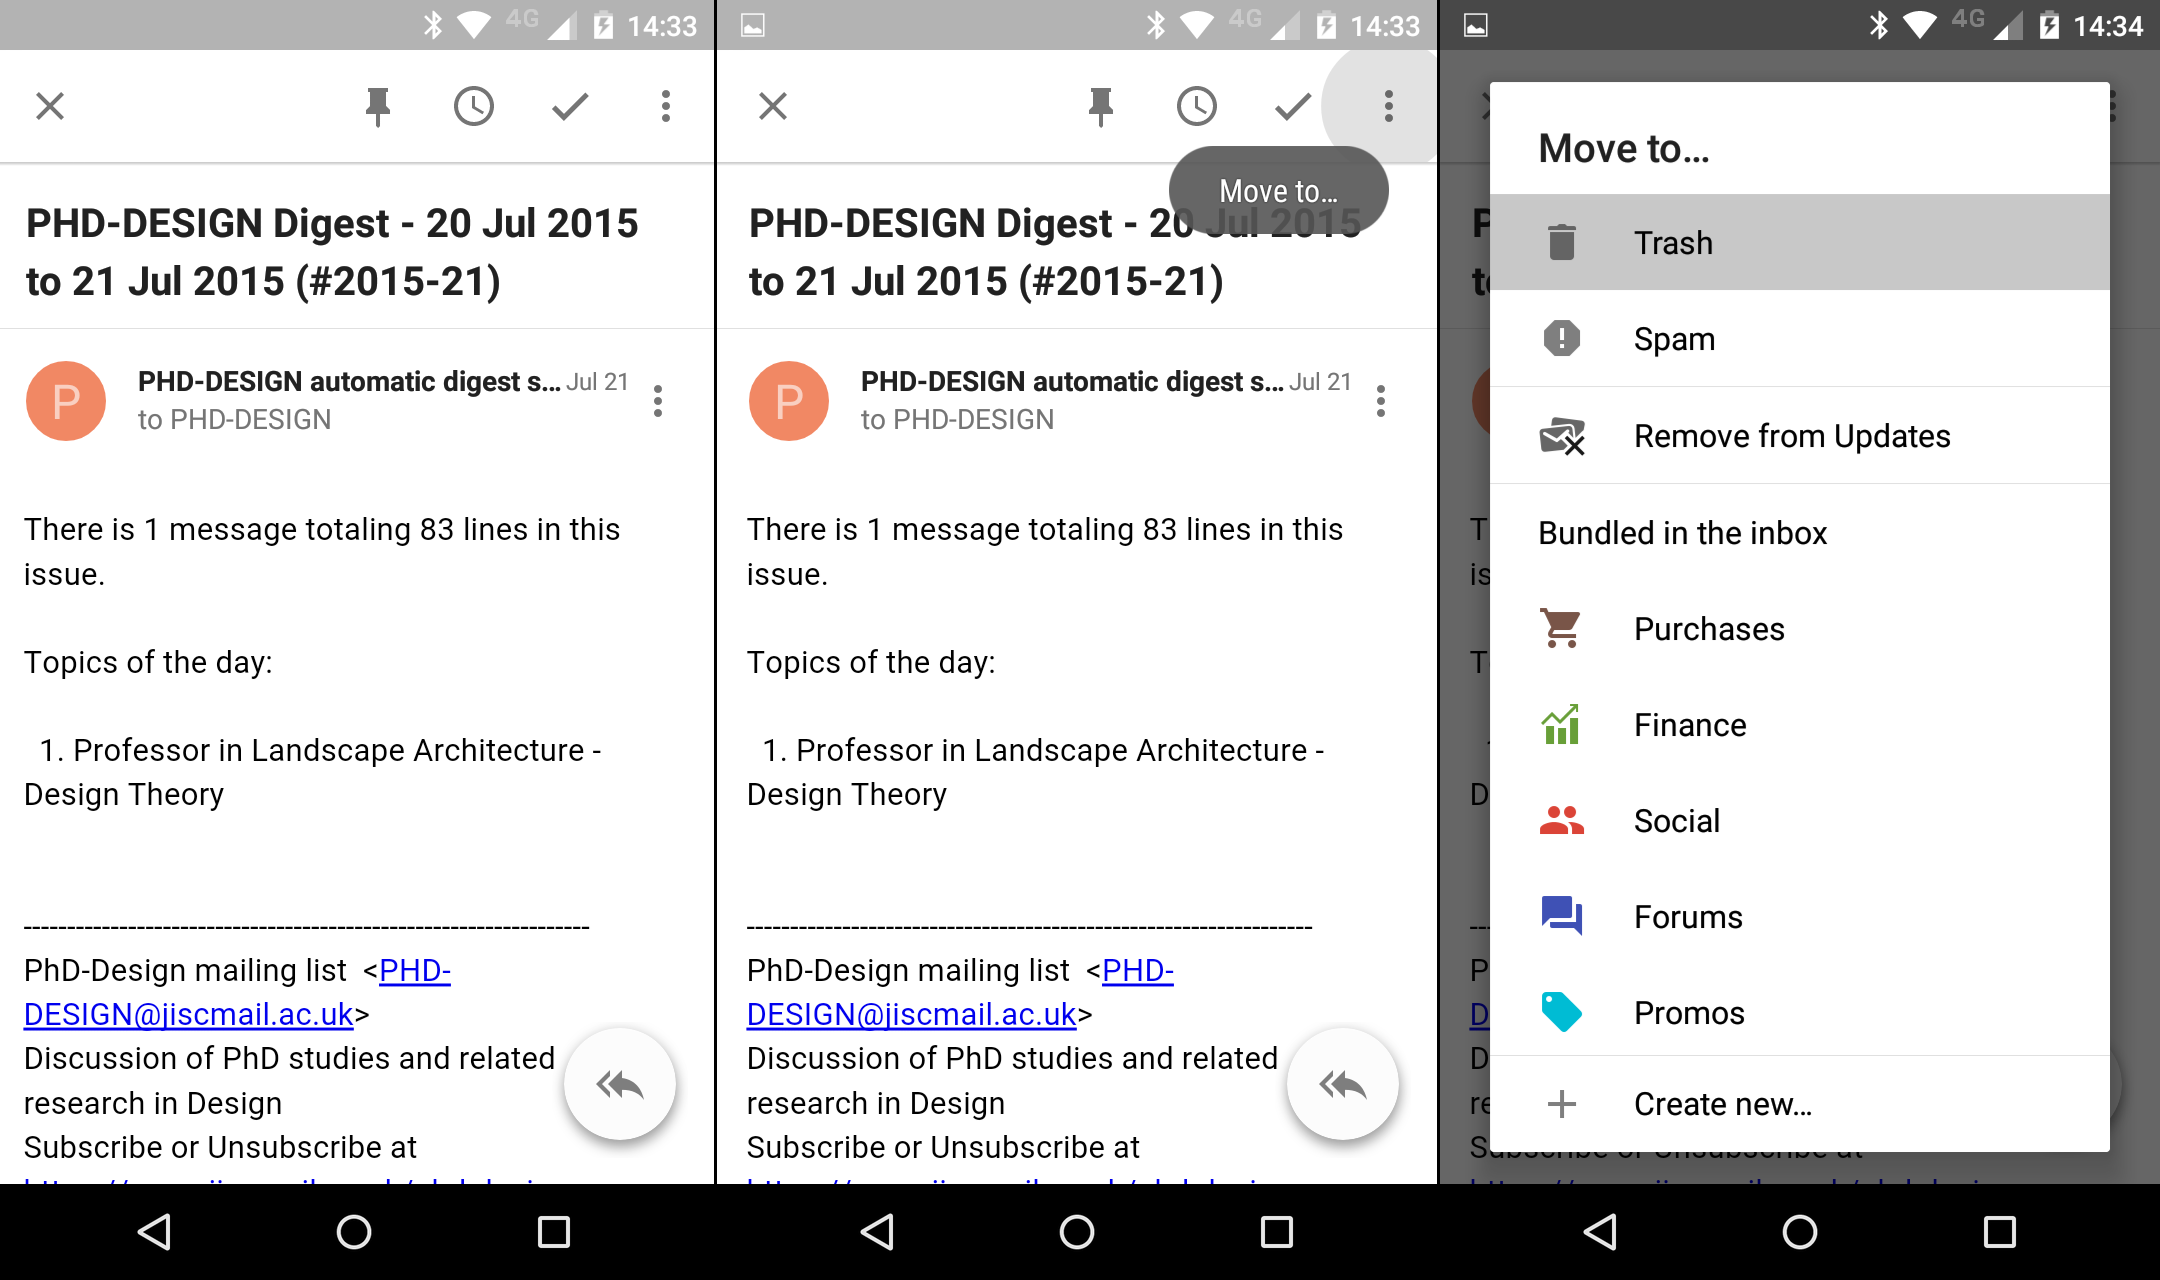 4G 14:33
PHD-DESIGN Digest - 20 Jul 2015
to 21 Jul 2015 (#2015-21)
P
PHD-DESIGN automatic digest s... Jul 21
to PHD-DESIGN
There is 1 message totaling 83 lines in this
issue.
Topics of the day:
1. Professor in Landscape Architecture -
Design Theory
-----------------------------------------------------------------
PhD-Design mailing list <PHD-
DESIGN@jiscmail.ac.uk>
Discussion of PhD studies and related
research in Design
Subscribe or Unsubscribe at
4G 14:33
Move to...
PHD-DESIGN Digest - 20 Jul 2015
to 21 Jul 2015 (#2015-21)
P
PHD-DESIGN automatic digest s... Jul 21
to PHD-DESIGN
There is 1 message totaling 83 lines in this
issue.
Topics of the day:
1. Professor in Landscape Architecture -
Design Theory
-----------------------------------------------------------------
PhD-Design mailing list <PHD-
DESIGN@jiscmail.ac.uk>
Discussion of PhD studies and related
research in Design
Subscribe or Unsubscribe at
4G 14:34
Move to...
Trash
Spam
Remove from Updates
Bundled in the inbox
Purchases
Finance
Social
Forums
Promos
Create new...